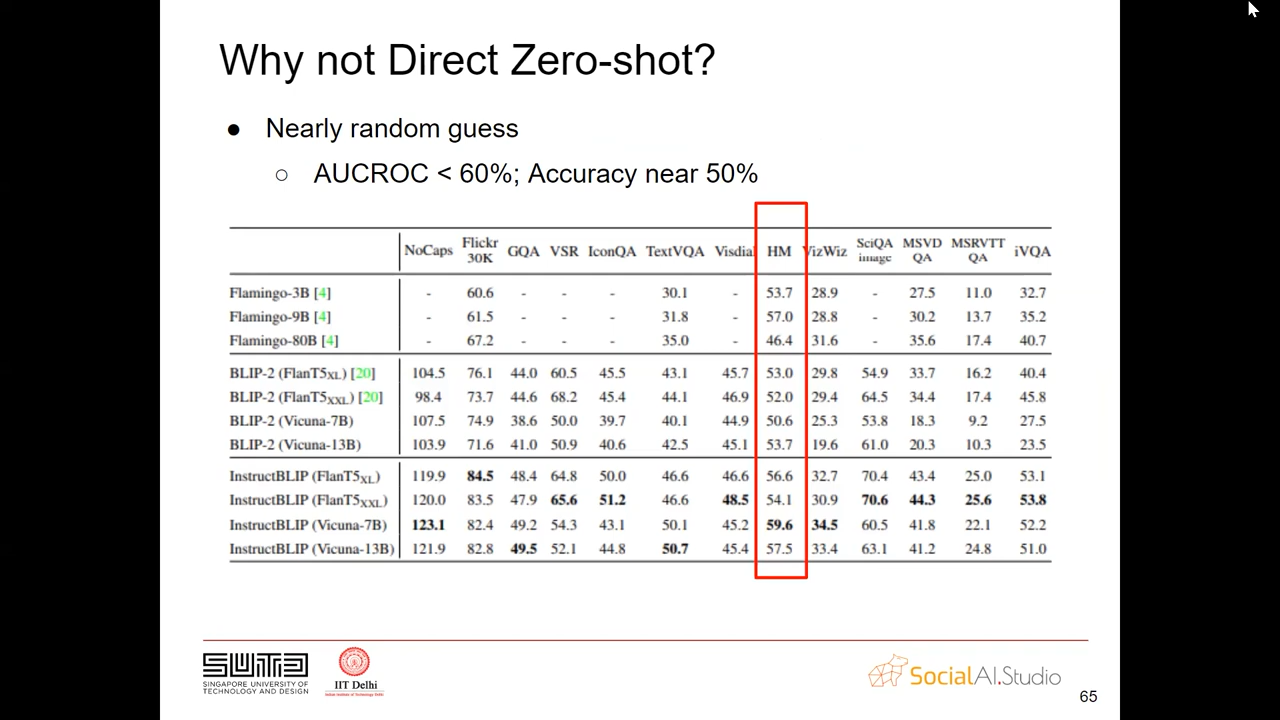 Why not Direct Zero-shot?
● Nearly random guess
○ AUCROC < 60%; Accuracy near 50%
NoCaps Flickr 30K GQA VSR IconQA TextVQA Visdial HM VizWiz SciQA image MSVD QA MSRVTT QA iVQA
Flamingo-3B [4] - 60.6 - - - 30.1 - 53.7 28.9 - 27.5 11.0 32.7
Flamingo-9B [4] - 61.5 - - - 31.8 - 57.0 28.8 - 30.2 13.7 35.2
Flamingo-80B [4] - 67.2 - - - 35.0 - 46.4 31.6 - 35.6 17.4 40.7
BLIP-2 (FlanT5XL) [20] 104.5 76.1 44.0 60.5 45.5 43.1 45.7 53.0 29.8 54.9 33.7 16.2 40.4
BLIP-2 (FlanT5XXL) [20] 98.4 73.7 44.6 68.2 45.4 44.1 46.9 52.0 29.4 64.5 34.4 17.4 45.8
BLIP-2 (Vicuna-7B) 107.5 74.9 38.6 50.0 39.7 40.1 44.9 50.6 25.3 53.8 18.3 9.2 27.5
BLIP-2 (Vicuna-13B) 103.9 71.6 41.0 50.9 40.6 42.5 45.1 53.7 19.6 61.0 20.3 10.3 23.5
InstructBLIP (FlanT5XL) 119.9 84.5 48.4 64.8 50.0 46.6 46.6 56.6 32.7 70.4 43.4 25.0 53.1
InstructBLIP (FlanT5XXL) 120.0 83.5 47.9 65.6 51.2 46.6 48.5 54.1 30.9 70.6 44.3 25.6 53.8
InstructBLIP (Vicuna-7B) 123.1 82.4 49.2 54.3 43.1 50.1 45.2 59.6 34.5 60.5 41.8 22.1 52.2
InstructBLIP (Vicuna-13B) 121.9 82.8 49.5 52.1 44.8 50.7 45.4 57.5 33.4 63.1 41.2 24.8 51.0
SUTD
SINGAPORE UNIVERSITY OF
TECHNOLOGY AND DESIGN
IIT Delhi
Indian Institute of Technology Delhi
SocialAI.Studio
65